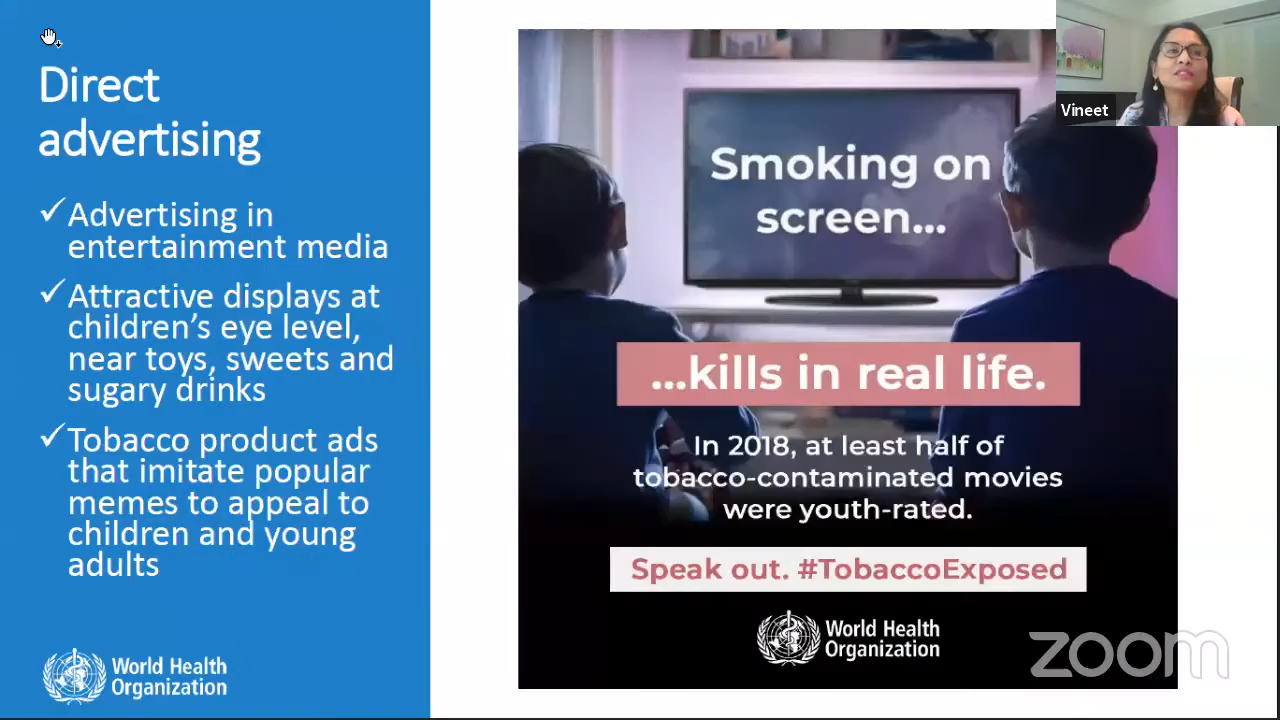 Direct
advertising
✓Advertising in
entertainment media
✓Attractive displays at
children’s eye level,
near toys, sweets and
sugary drinks
✓Tobacco product ads
that imitate popular
memes to appeal to
children and young
adults
World Health
Organization
Smoking on
screen...
...kills in real life.
In 2018, at least half of
tobacco-contaminated movies
were youth-rated.
Speak out. #TobaccoExposed
World Health
Organization
Vineet
zoom